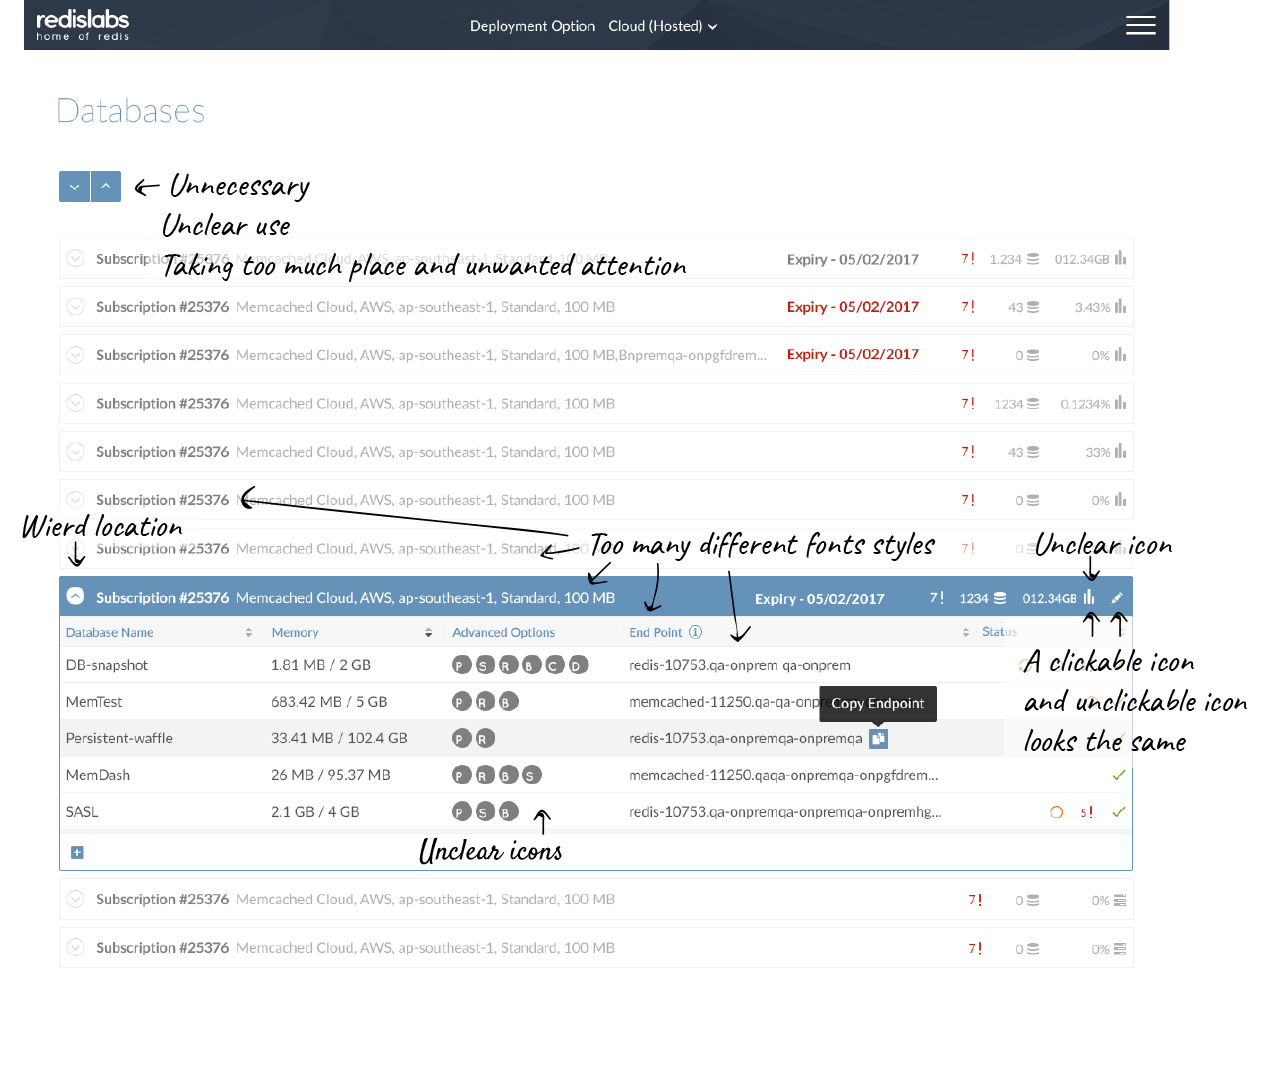 redislabs
home of redis
Deployment Option Cloud (Hosted)
Databases
Unnecessary
Unclear use
Taking too much place and unwanted attention
Subscription #25376 Memcached Cloud, AWS, ap-southeast-1, Standard, 100 MB Expiry - 05/02/2017 7! 1.234 012.34GB
Subscription #25376 Memcached Cloud, AWS, ap-southeast-1, Standard, 100 MB Expiry - 05/02/2017 7! 43 3.43%
Subscription #25376 Memcached Cloud, AWS, ap-southeast-1, Standard, 100 MB,Bnpremqa-onpgfdrem... Expiry - 05/02/2017 7! 0 0%
Subscription #25376 Memcached Cloud, AWS, ap-southeast-1, Standard, 100 MB 7! 1234 0.1234%
Subscription #25376 Memcached Cloud, AWS, ap-southeast-1, Standard, 100 MB 7! 43 33%
Subscription #25376 Memcached Cloud, AWS, ap-southeast-1, Standard, 100 MB 7! 0 0%
Wierd location
Too many different fonts styles
Unclear icon
Subscription #25376 Memcached Cloud, AWS, ap-southeast-1, Standard, 100 MB 7! 0
Subscription #25376 Memcached Cloud, AWS, ap-southeast-1, Standard, 100 MB Expiry - 05/02/2017 7! 1234 012.34GB
Database Name Memory Advanced Options End Point Status
DB-snapshot 1.81 MB / 2 GB P S R B C D redis-10753.qa-onprem qa-onprem
A clickable icon
and unclickable icon
looks the same
MemTest 683.42 MB / 5 GB P R B memcached-11250.qa-qa-onpre
Copy Endpoint
Persistent-waffle 33.41 MB / 102.4 GB P R redis-10753.qa-onpremqa-onpremqa
MemDash 26 MB / 95.37 MB P R B S memcached-11250.qaqa-onpremqa-onpgfdrem...
SASL 2.1 GB / 4 GB P S B redis-10753.qa-onpremqa-onpremqa-onpremhg... 5!
Unclear icons
Subscription #25376 Memcached Cloud, AWS, ap-southeast-1, Standard, 100 MB 7! 0 0%
Subscription #25376 Memcached Cloud, AWS, ap-southeast-1, Standard, 100 MB 7! 0 0%